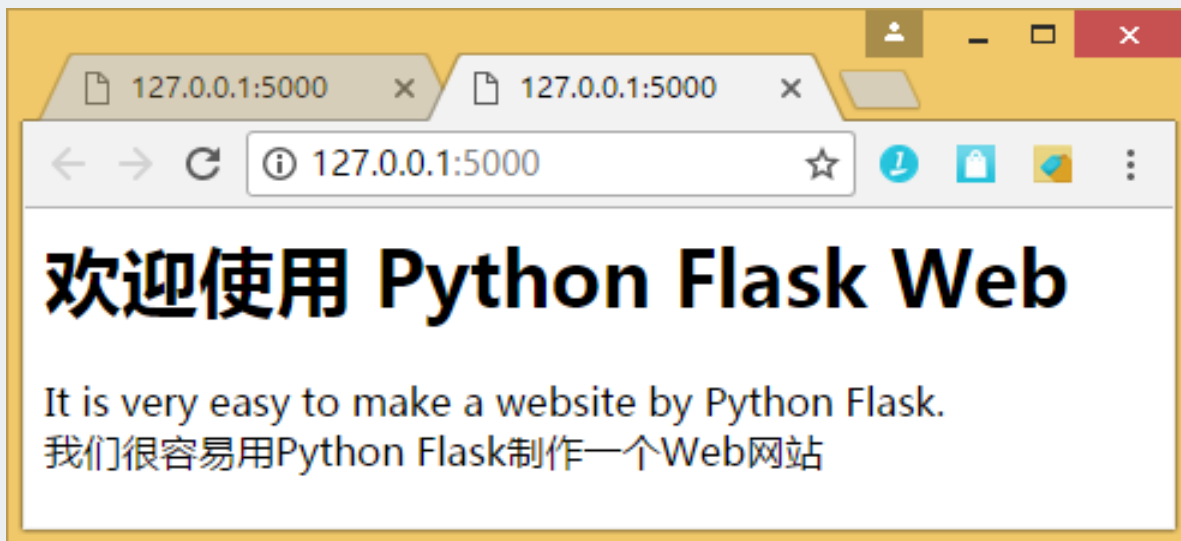 127.0.0.1:5000 127.0.0.1:5000
127.0.0.1:5000
欢迎使用 Python Flask Web
It is very easy to make a website by Python Flask.
我们很容易用Python Flask制作一个Web网站